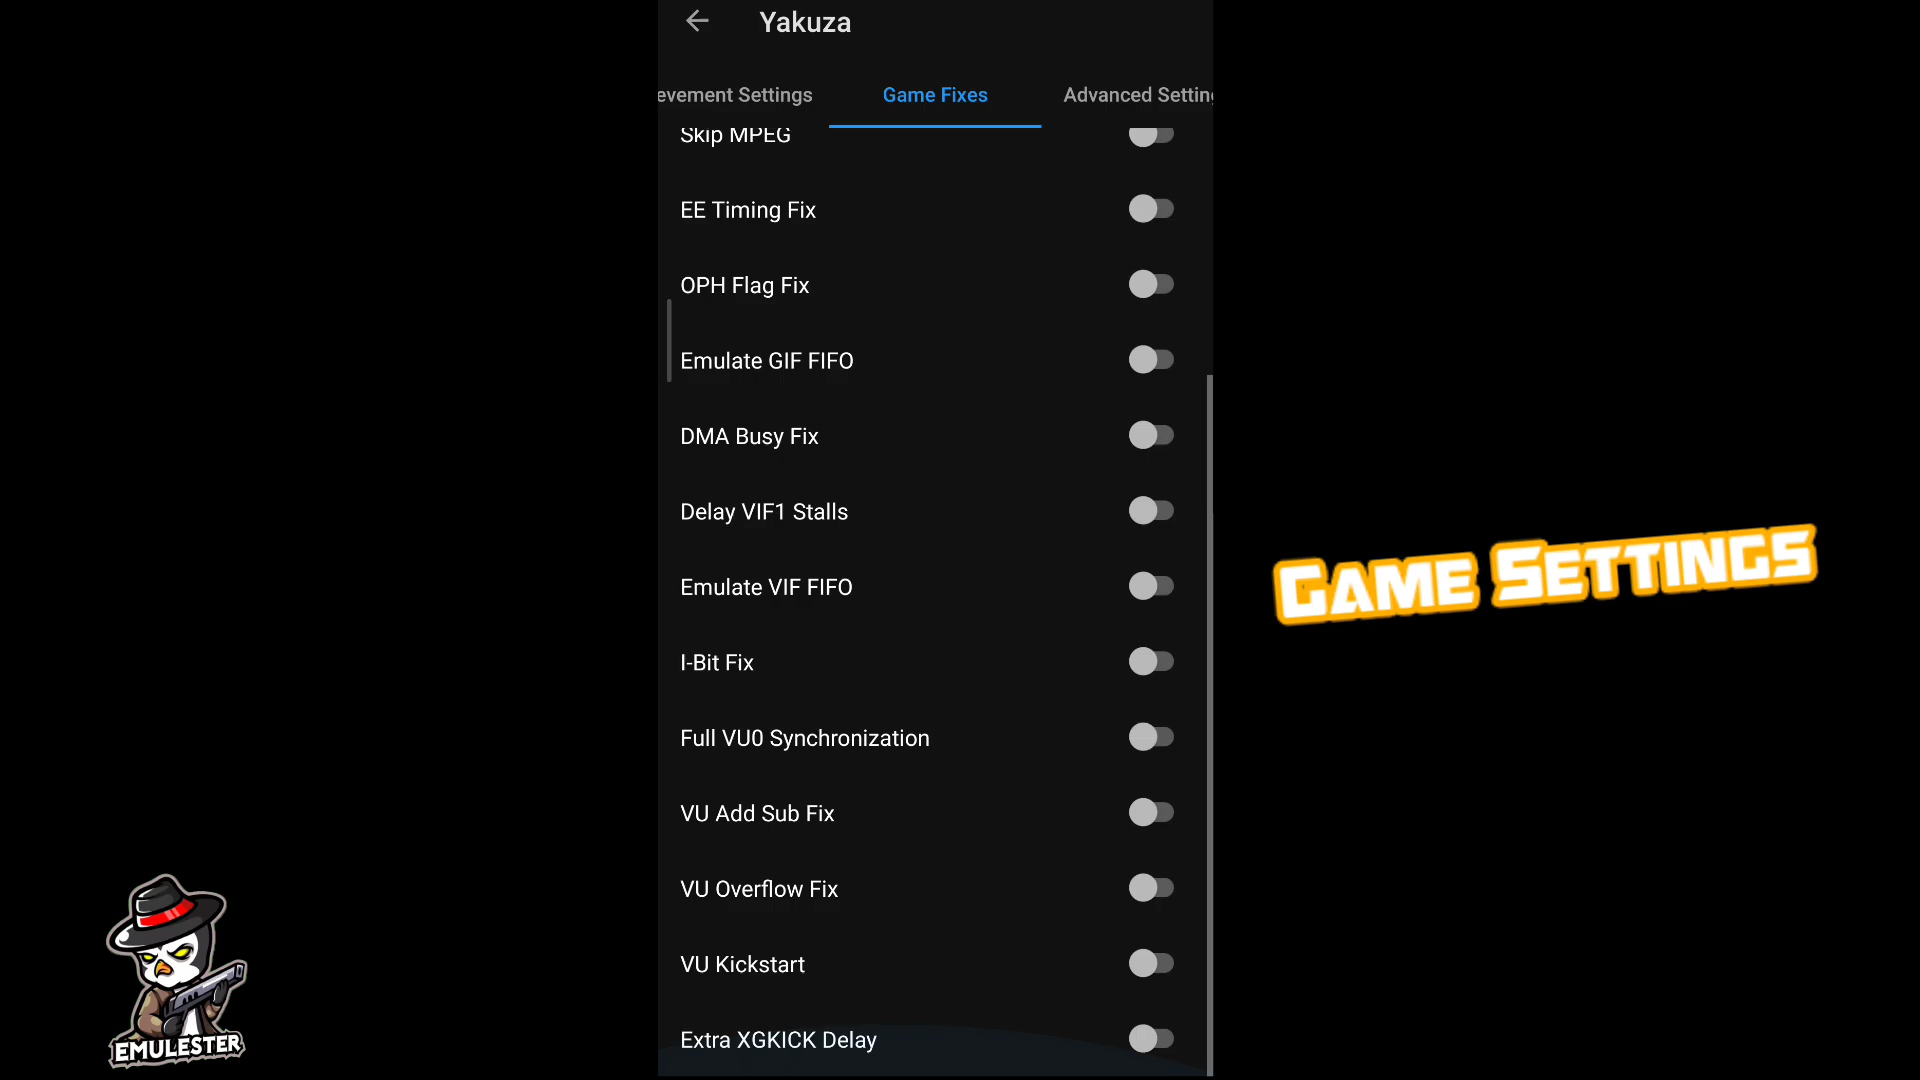 Yakuza
evement Settings
Game Fixes
Advanced Setting
Skip MPEG
EE Timing Fix
OPH Flag Fix
Emulate GIF FIFO
DMA Busy Fix
Delay VIF1 Stalls
Emulate VIF FIFO
I-Bit Fix
Full VU0 Synchronization
VU Add Sub Fix
VU Overflow Fix
VU Kickstart
Extra XGKICK Delay
GAME SETTINGS
EMULESTER